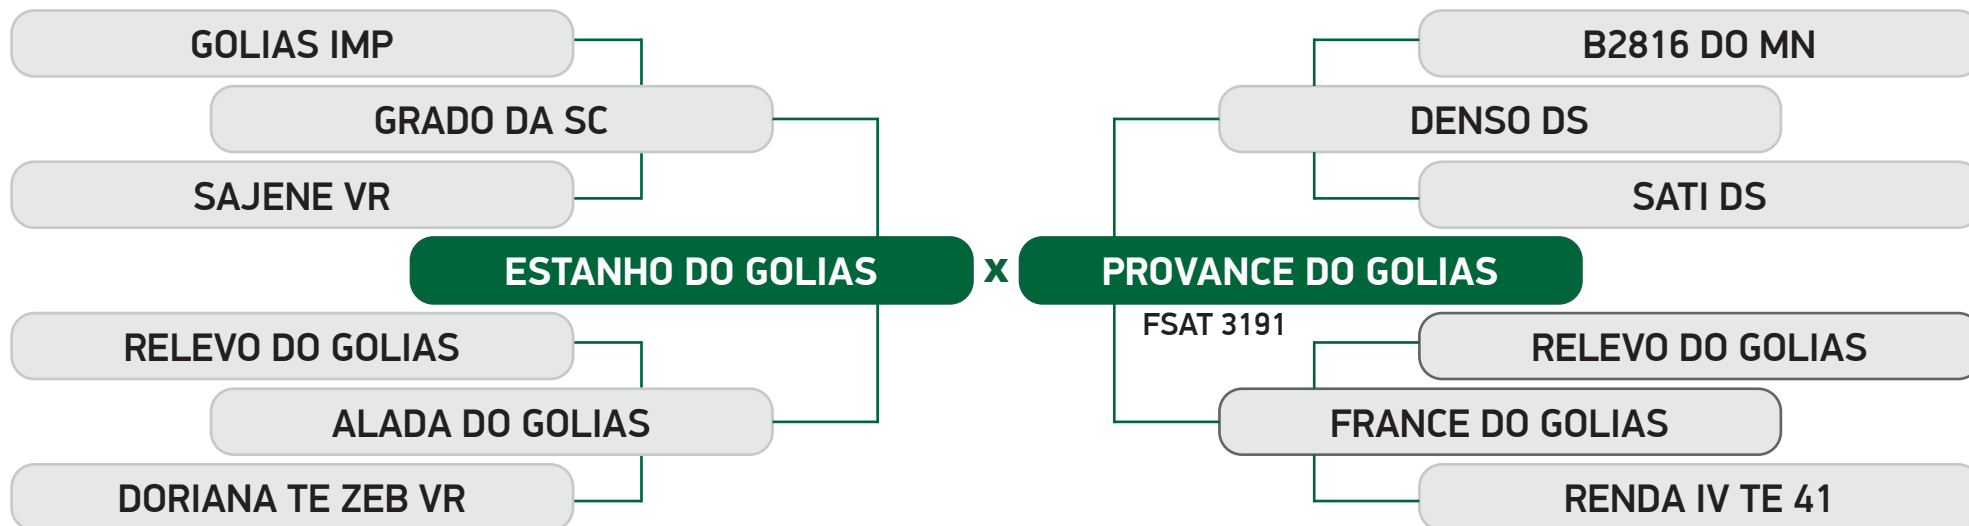 GOLIAS IMP
GRADO DA SC
SAJENE VR
ESTANHO DO GOLIAS
RELEVO DO GOLIAS
ALADA DO GOLIAS
DORIANA TE ZEB VR
x
B2816 DO MN
DENSO DS
SATI DS
PROVANCE DO GOLIAS
FSAT 3191
RELEVO DO GOLIAS
FRANCE DO GOLIAS
RENDA IV TE 41